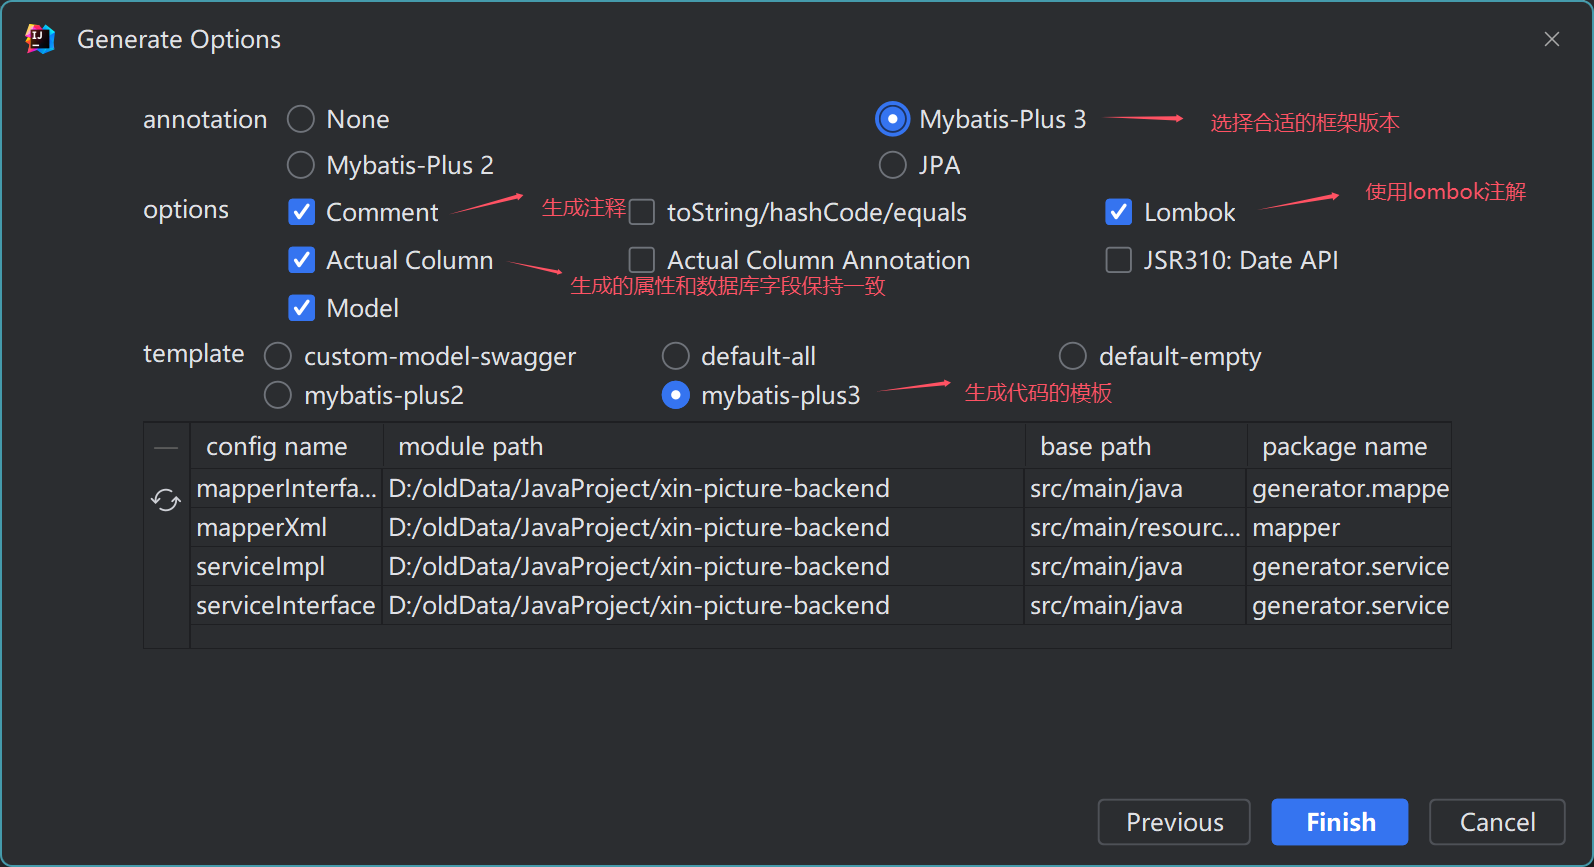 Generate Options
annotation None Mybatis-Plus 3 选择合适的框架版本
Mybatis-Plus 2 JPA
options Comment 生成注释 toString/hashCode/equals Lombok 使用lombok注解
Actual Column Actual Column Annotation JSR310: Date API
生成的属性和数据库字段保持一致
Model
template custom-model-swagger default-all default-empty
mybatis-plus2 mybatis-plus3 生成代码的模板
config name module path base path package name
mapperInterfa... D:/oldData/JavaProject/xin-picture-backend src/main/java generator.mappe
mapperXml D:/oldData/JavaProject/xin-picture-backend src/main/resourc... mapper
serviceImpl D:/oldData/JavaProject/xin-picture-backend src/main/java generator.service
serviceInterface D:/oldData/JavaProject/xin-picture-backend src/main/java generator.service
Previous Finish Cancel